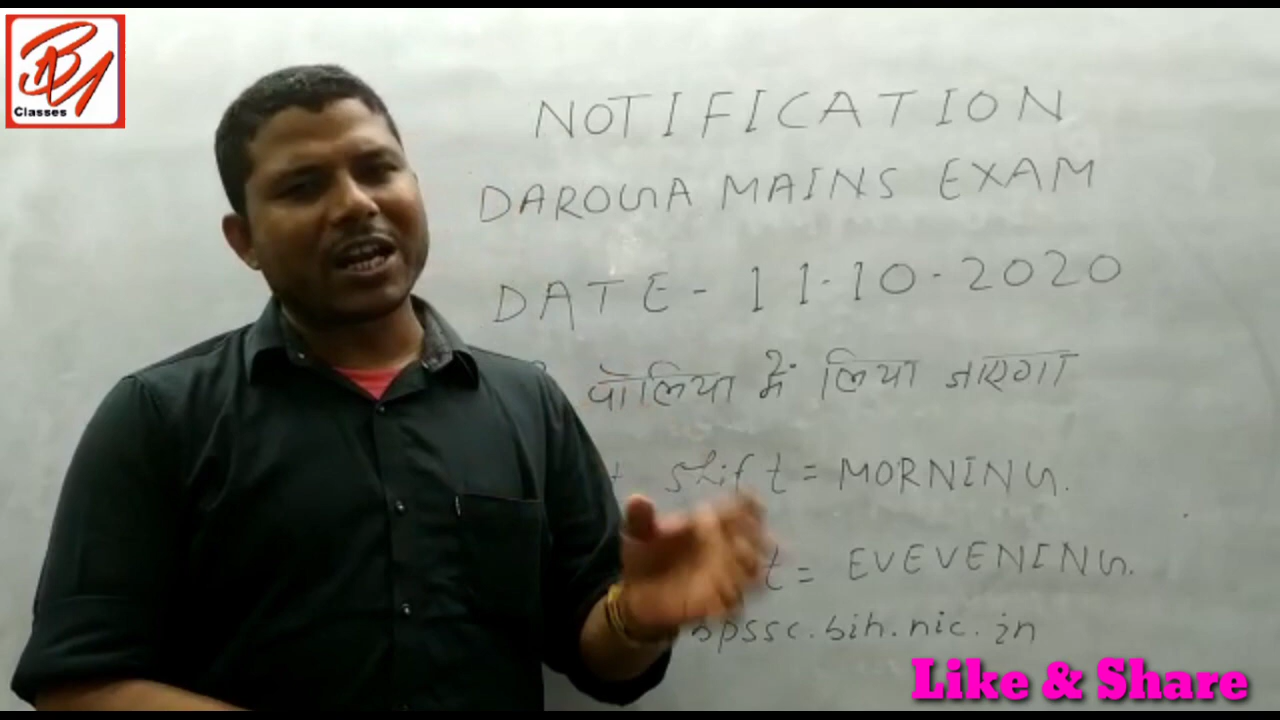 Classes
NOTIFICATION
DAROGA MAINS EXAM
DATE - 11-10-2020
पोलिया में लिया जाएगा
shift = MORNING.
t = EVEVENING.
bpssc.bih.nic.in
Like & Share